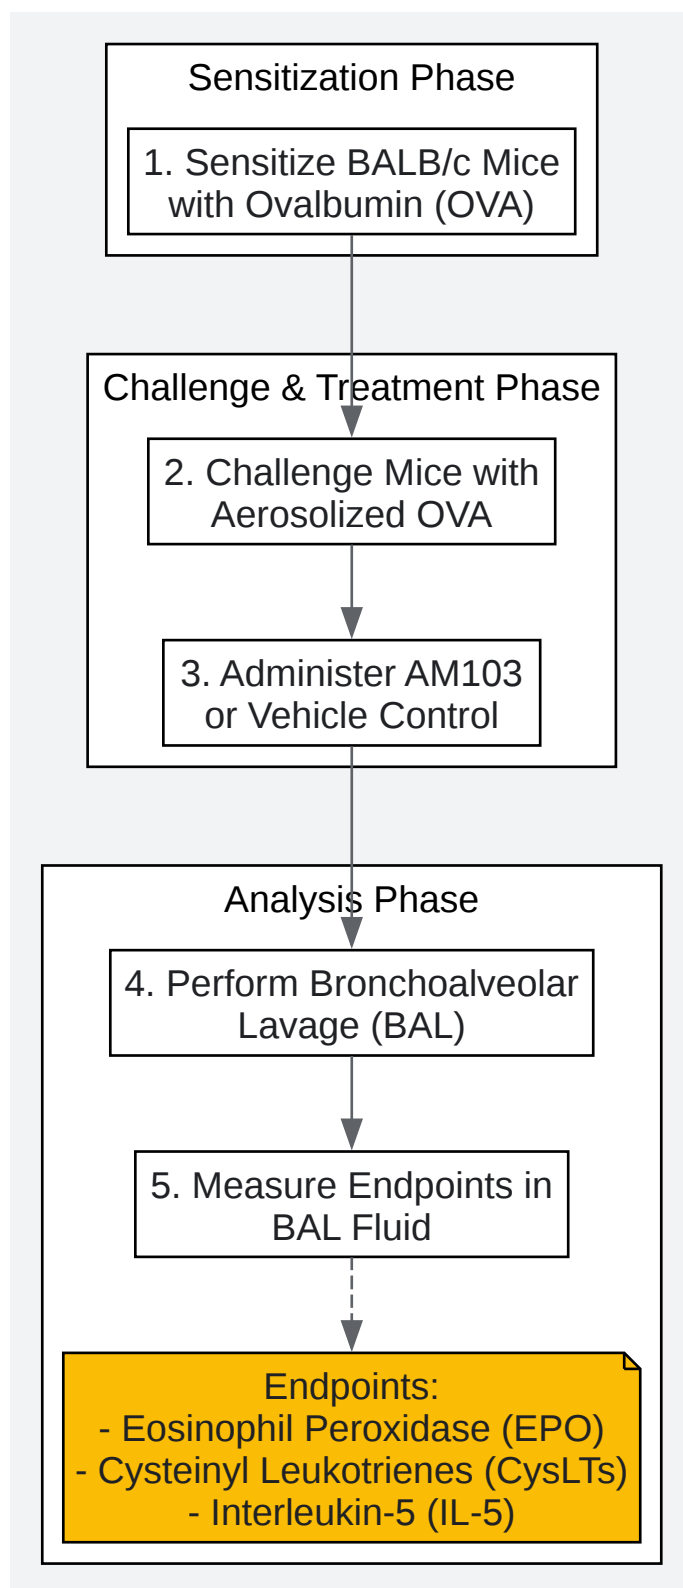 Sensitization Phase
1. Sensitize BALB/c Mice
with Ovalbumin (OVA)
Challenge & Treatment Phase
2. Challenge Mice with
Aerosolized OVA
3. Administer AM103
or Vehicle Control
Analysis Phase
4. Perform Bronchoalveolar
Lavage (BAL)
5. Measure Endpoints in
BAL Fluid
Endpoints:
- Eosinophil Peroxidase (EPO)
- Cysteinyl Leukotrienes (CysLTs)
- Interleukin-5 (IL-5)